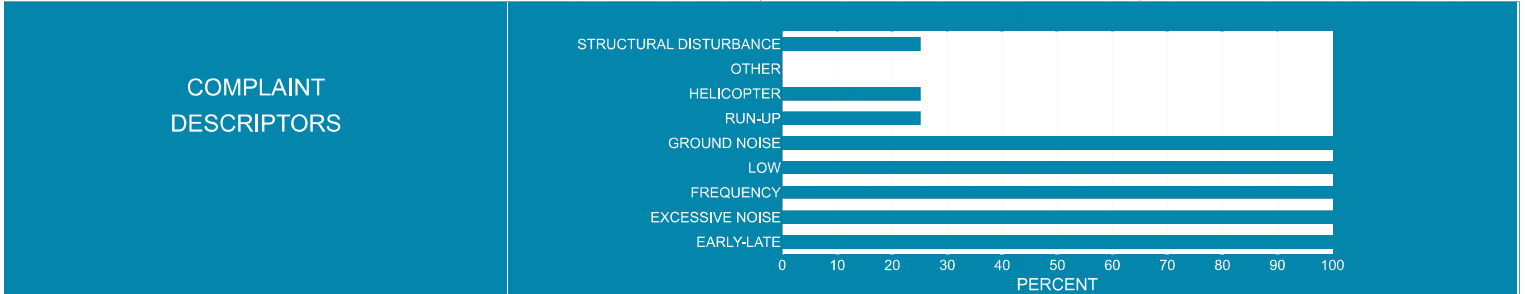 COMPLAINT
DESCRIPTORS
STRUCTURAL DISTURBANCE
OTHER
HELICOPTER
RUN-UP
GROUND NOISE
LOW
FREQUENCY
EXCESSIVE NOISE
EARLY-LATE
0 10 20 30 40 50 60 70 80 90 100
PERCENT